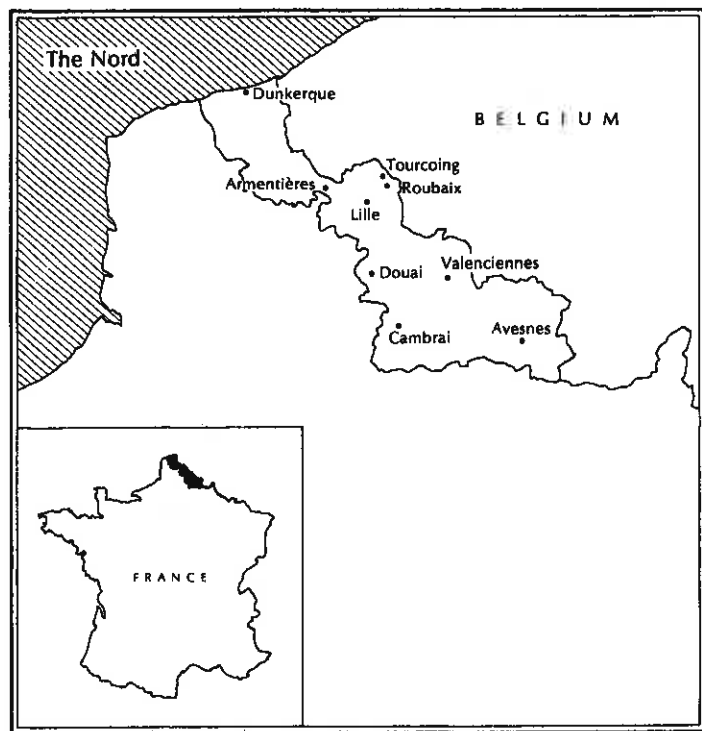 The Nord
Dunkerque
BELGIUM
Tourcoing
Armentières
Roubaix
Lille
Douai
Valenciennes
Cambrai
Avesnes
FRANCE